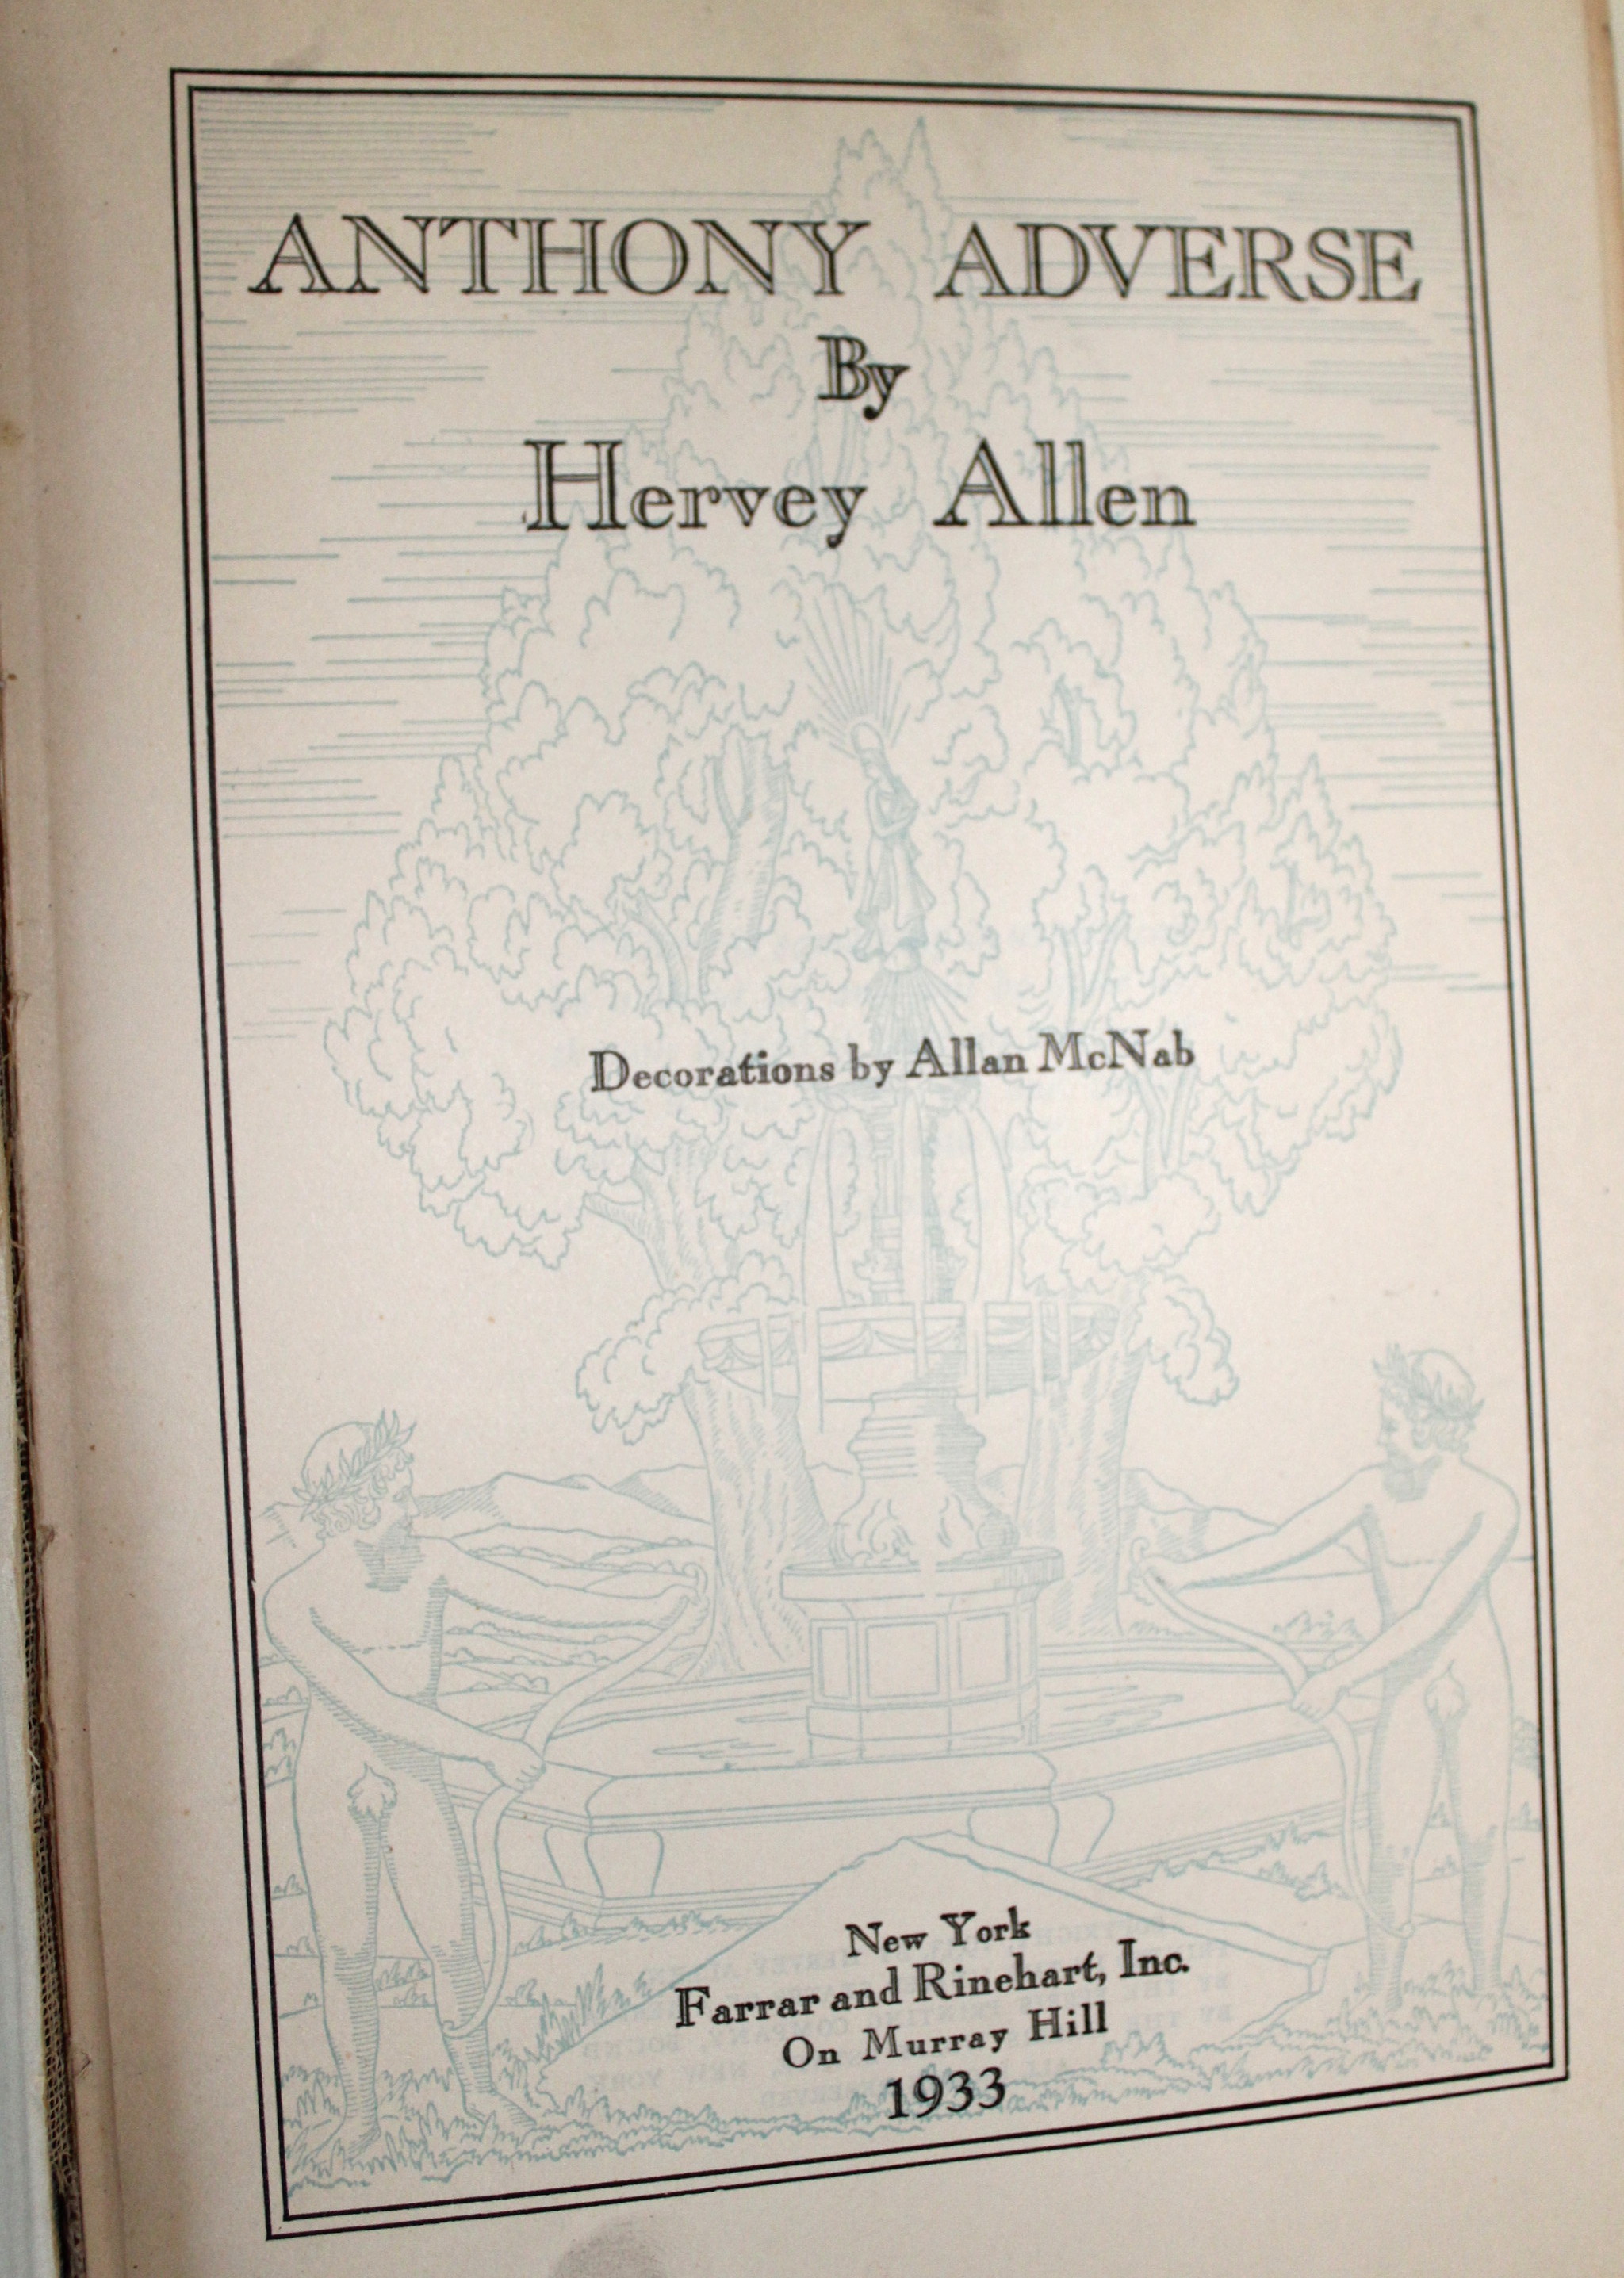 ANTHONY ADVERSE
By
Hervey Allen
Decorations by Allan McNab
New York
Farrar and Rinehart, Inc.
On Murray Hill
1933